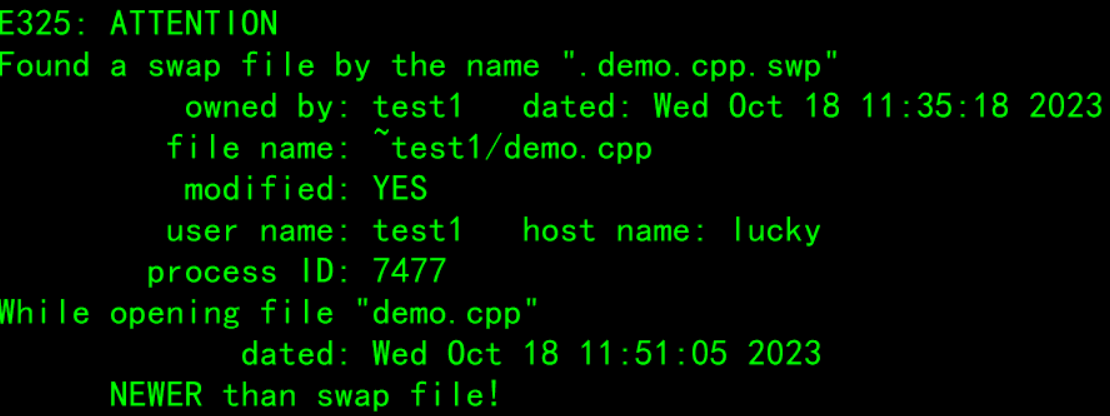 E325: ATTENTION
Found a swap file by the name ".demo.cpp.swp"
owned by: test1   dated: Wed Oct 18 11:35:18 2023
file name: ~test1/demo.cpp
modified: YES
user name: test1   host name: lucky
process ID: 7477
While opening file "demo.cpp"
dated: Wed Oct 18 11:51:05 2023
NEWER than swap file!